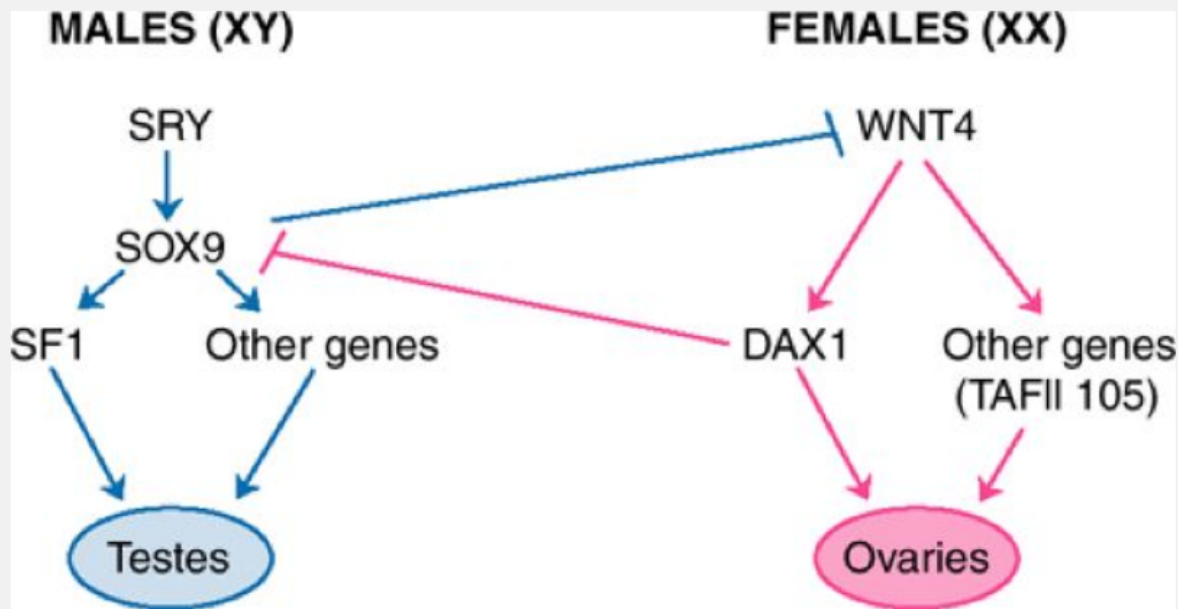 MALES (XY)
FEMALES (XX)
SRY
WNT4
SOX9
SF1
Other genes
DAX1
Other genes
(TAFII 105)
Testes
Ovaries